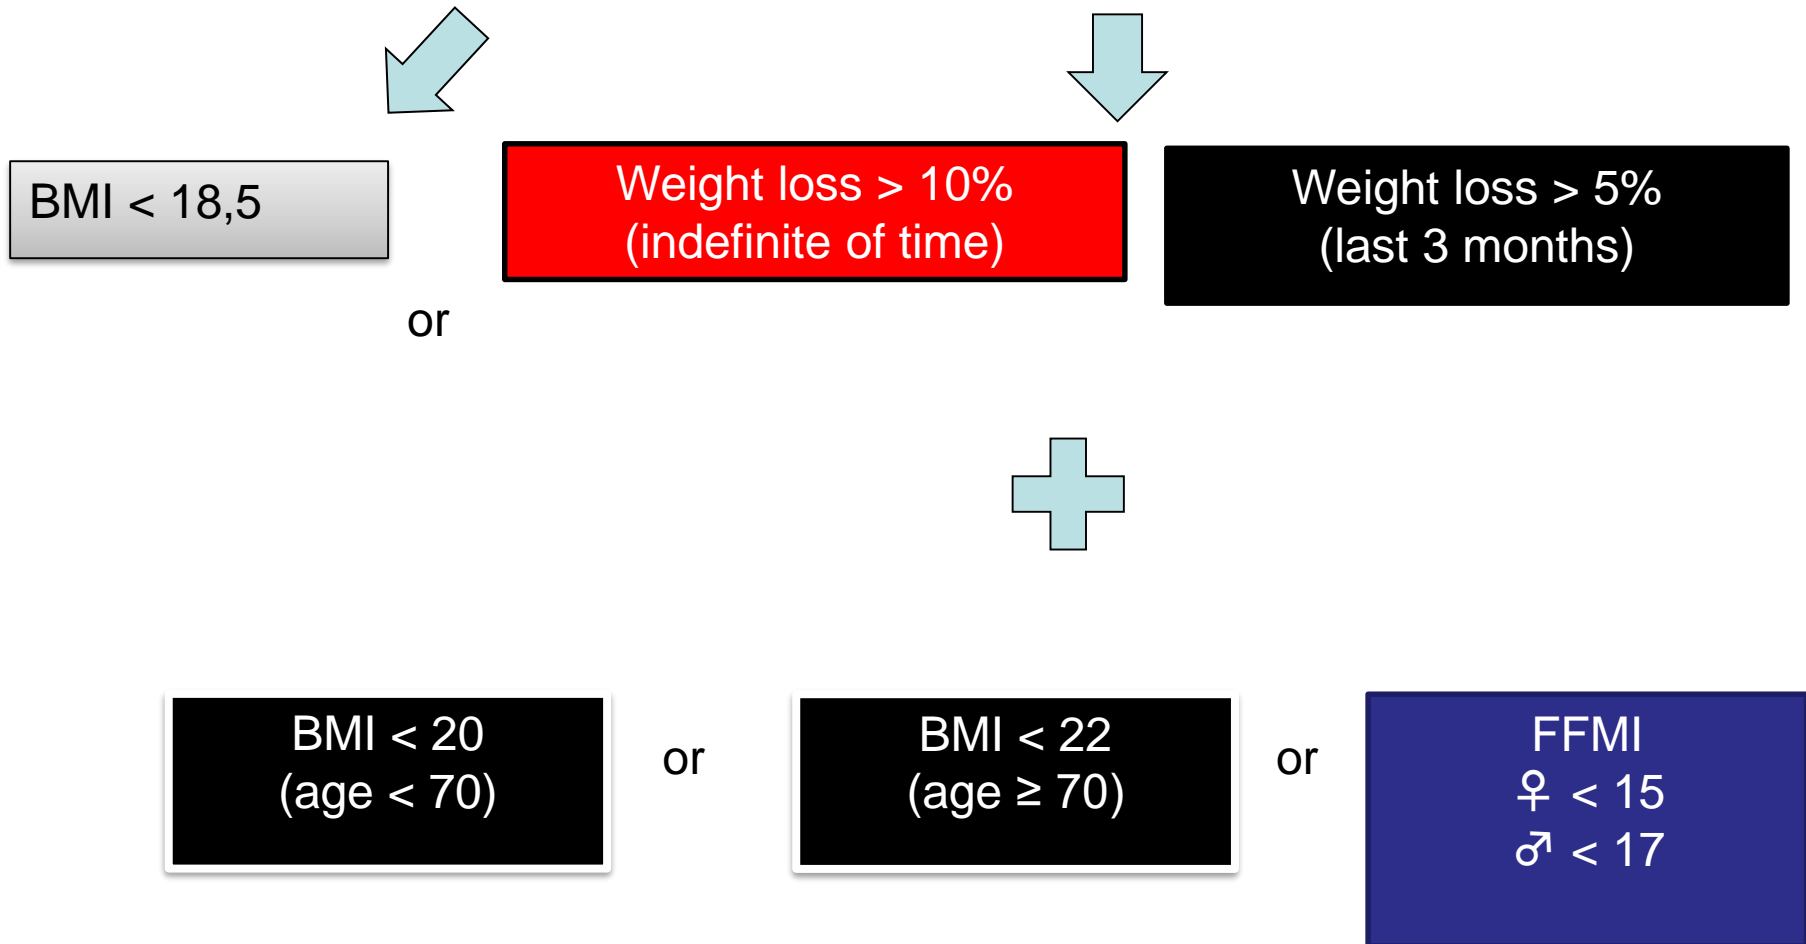 BMI < 18,5
Weight loss > 10%
(indefinite of time)
Weight loss > 5%
(last 3 months)
or
BMI < 20
(age < 70)
or
BMI < 22
(age ≥ 70)
or
FFMI
♀ < 15
♂ < 17